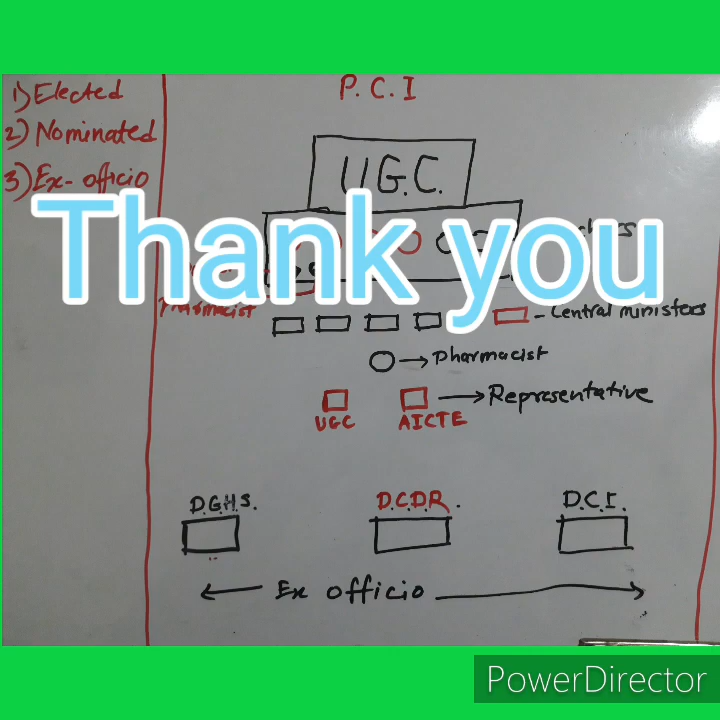 P. C. I
1) Elected
2) Nominated
3) Ex-officio
U.G.C.
Thank you
Pharmacist
- Central ministers
→ Pharmacist
→ Representative
UGC AICTE
D.G.H.S. D.C.D.R. D.C.I.
← Ex officio →
PowerDirector